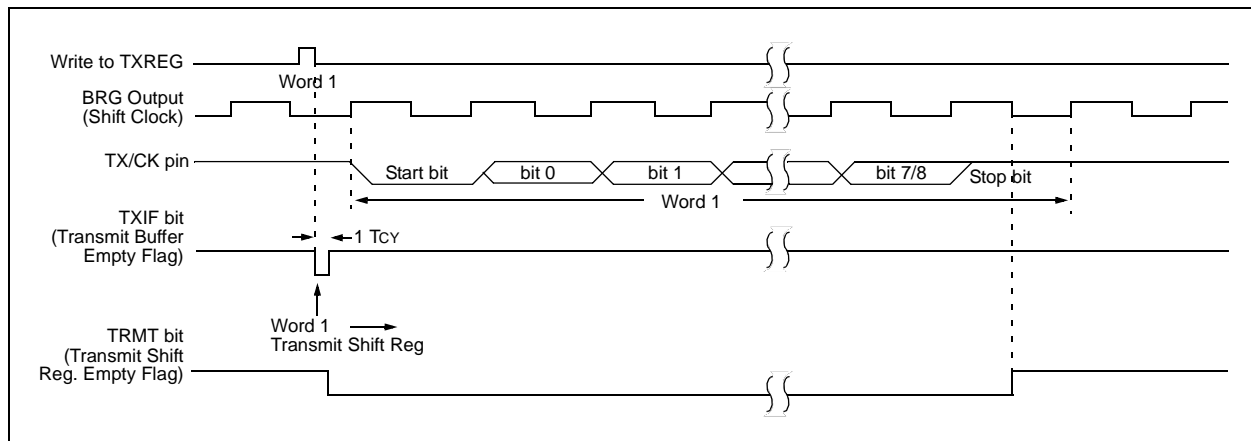 Write to TXREG
Word 1
BRG Output
(Shift Clock)
TX/CK pin
Start bit
bit 0
bit 1
bit 7/8
Stop bit
Word 1
TXIF bit
(Transmit Buffer
Empty Flag)
1 TCY
Word 1
Transmit Shift Reg
TRMT bit
(Transmit Shift
Reg. Empty Flag)